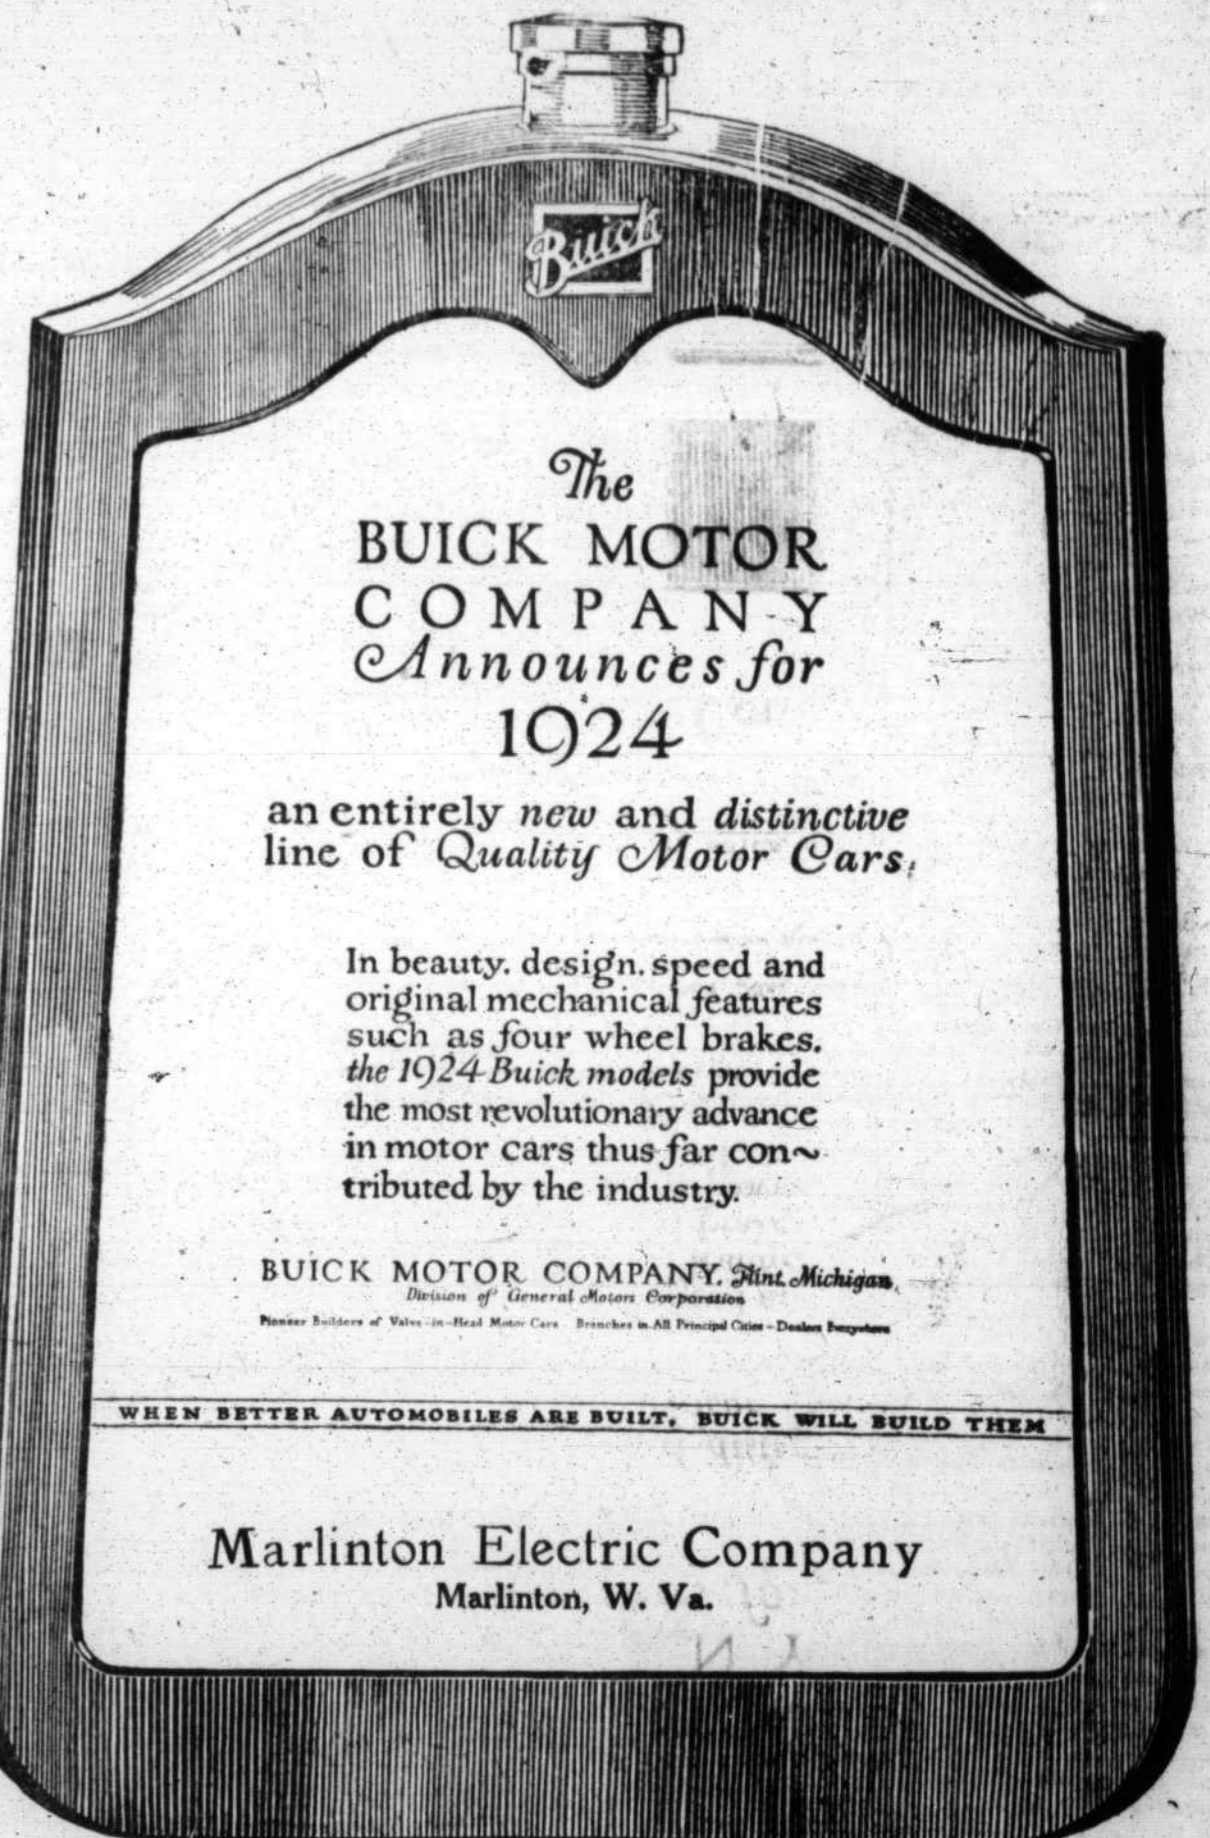 Buick
The
BUICK MOTOR
COMPANY
Announces for
1924
an entirely new and distinctive
line of Quality Motor Cars.
In beauty, design, speed and
original mechanical features
such as four wheel brakes,
the 1924 Buick models provide
the most revolutionary advance
in motor cars thus far con~
tributed by the industry.
BUICK MOTOR COMPANY, Flint, Michigan
Division of General Motors Corporation
Pioneer Builders of Valve-in-Head Motor Cars Branches in All Principal Cities - Dealers Everywhere
WHEN BETTER AUTOMOBILES ARE BUILT, BUICK WILL BUILD THEM
Marlinton Electric Company
Marlinton, W. Va.